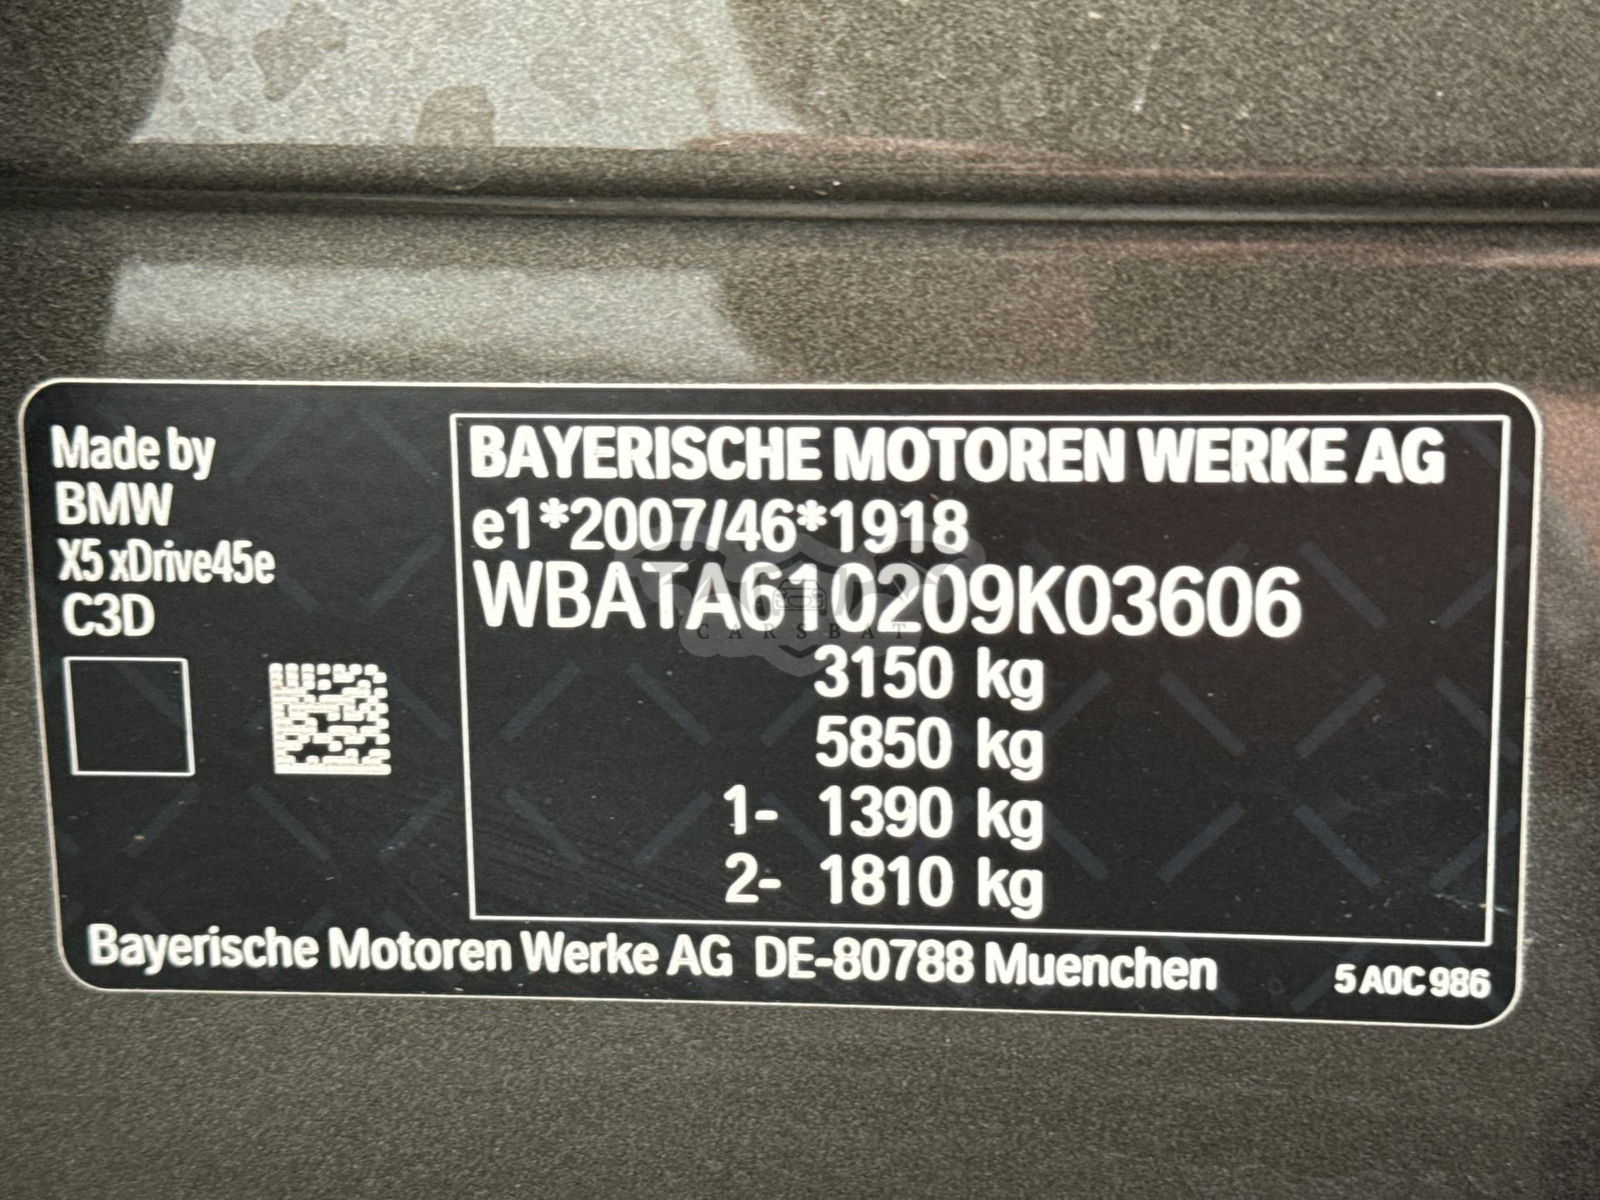 Made by
BMW
X5 xDrive45e
C3D
BAYERISCHE MOTOREN WERKE AG
e1*2007/46*1918
WBATA610209K03606
CARSBAT
3150 kg
5850 kg
1- 1390 kg
2- 1810 kg
Bayerische Motoren Werke AG DE-80788 Muenchen
5 A0C 986